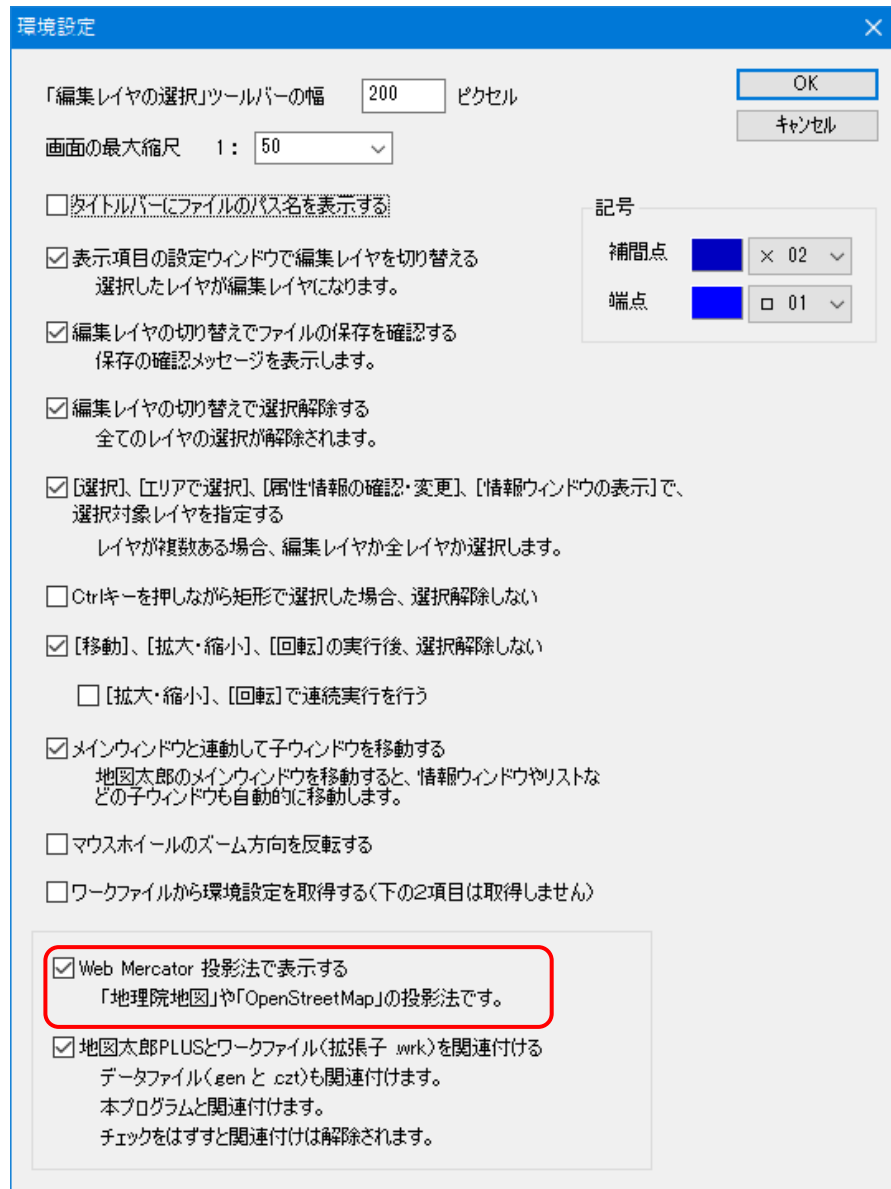 環境設定
「編集レイヤの選択」ツールバーの幅 200 ピクセル
OK
キャンセル
画面の最大縮尺 1： 50
タイトルバーにファイルのパス名を表示する
記号
補間点 × 02
端点 □ 01
表示項目の設定ウィンドウで編集レイヤを切り替える
選択したレイヤが編集レイヤになります。
編集レイヤの切り替えでファイルの保存を確認する
保存の確認メッセージを表示します。
編集レイヤの切り替えで選択解除する
全てのレイヤの選択が解除されます。
[選択]、[エリアで選択]、[属性情報の確認・変更]、[情報ウィンドウの表示]で、
選択対象レイヤを指定する
レイヤが複数ある場合、編集レイヤか全レイヤか選択します。
Ctrlキーを押しながら矩形で選択した場合、選択解除しない
[移動]、[拡大・縮小]、[回転]の実行後、選択解除しない
[拡大・縮小]、[回転]で連続実行を行う
メインウィンドウと連動して子ウィンドウを移動する
地図太郎のメインウィンドウを移動すると、情報ウィンドウやリストな
どの子ウィンドウも自動的に移動します。
マウスホイールのズーム方向を反転する
ワークファイルから環境設定を取得する（下の2項目は取得しません）
Web Mercator 投影法で表示する
「地理院地図」や「OpenStreetMap」の投影法です。
地図太郎PLUSとワークファイル（拡張子 .wrk）を関連付ける
データファイル（.gen と .czt）も関連付けます。
本プログラムと関連付けます。
チェックをはずすと関連付けは解除されます。